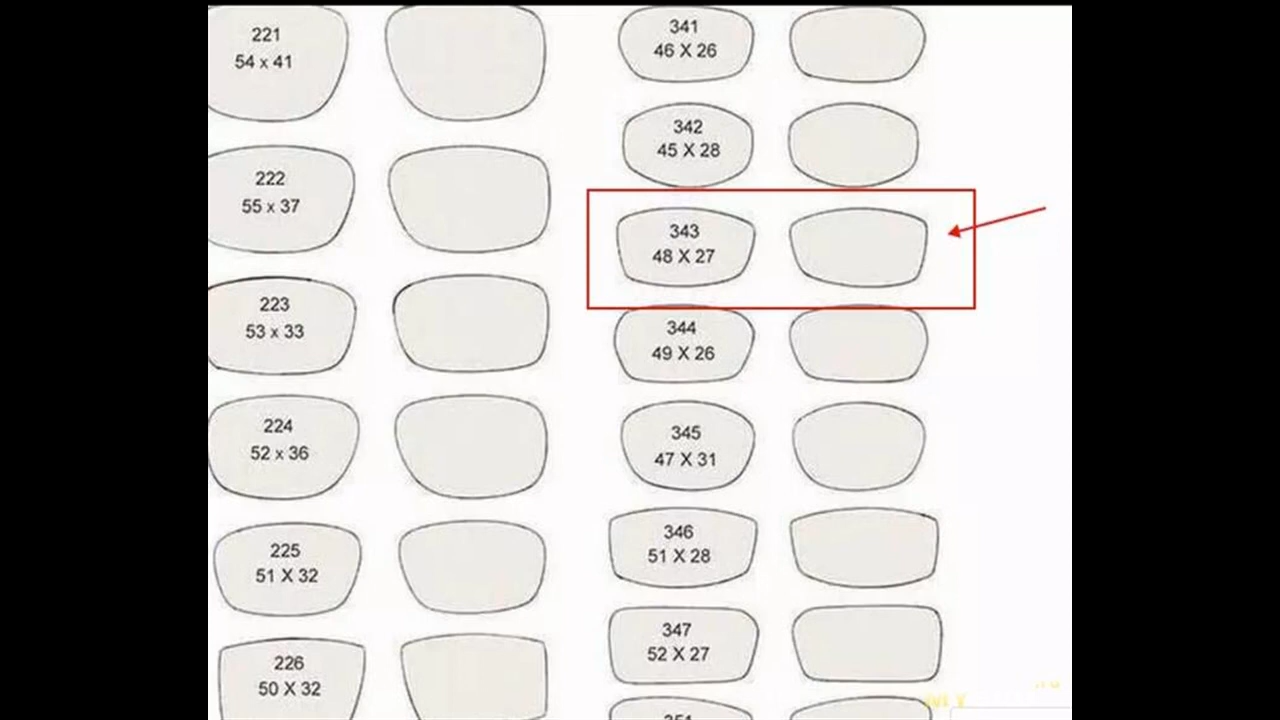 221
54 x 41
222
55 x 37
223
53 x 33
224
52 x 36
225
51 X 32
226
50 X 32
341
46 X 26
342
45 X 28
343
48 X 27
344
49 X 26
345
47 X 31
346
51 X 28
347
52 X 27